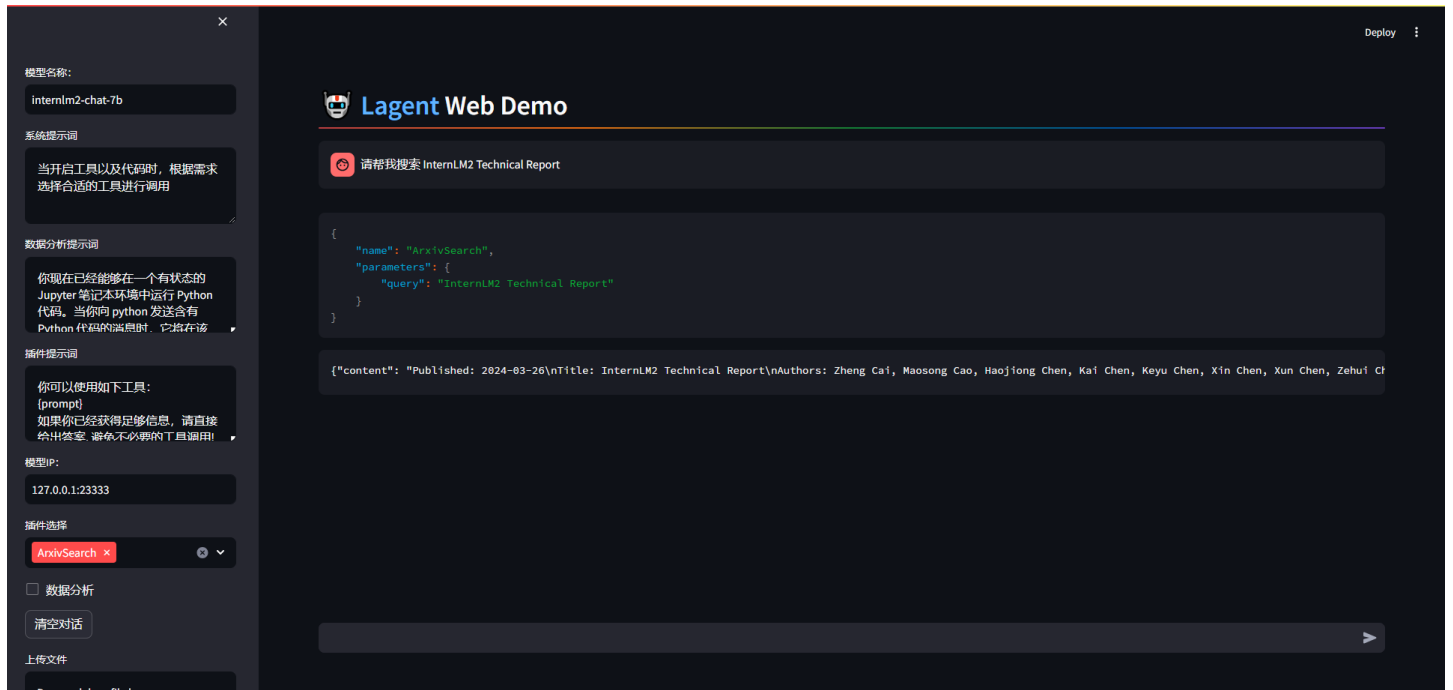 模型名称：
internlm2-chat-7b
系统提示词
当开启工具以及代码时，根据需求
选择合适的工具进行调用
数据分析提示词
你现在已经能够在一个有状态的
Jupyter 笔记本环境中运行 Python
代码。当你向 python 发送含有
Python 代码的消息时，它将在该
插件提示词
你可以使用如下工具：
{prompt}
如果你已经获得足够信息，请直接
给出答案. 避免不必要的工具调用!
模型IP：
127.0.0.1:23333
插件选择
ArxivSearch
数据分析
清空对话
上传文件
Deploy
Lagent Web Demo
请帮我搜索 InternLM2 Technical Report
{
"name": "ArxivSearch",
"parameters": {
"query": "InternLM2 Technical Report"
}
}
{"content": "Published: 2024-03-26\nTitle: InternLM2 Technical Report\nAuthors: Zheng Cai, Maosong Cao, Haojiong Chen, Kai Chen, Keyu Chen, Xin Chen, Xun Chen, Zehui Ch